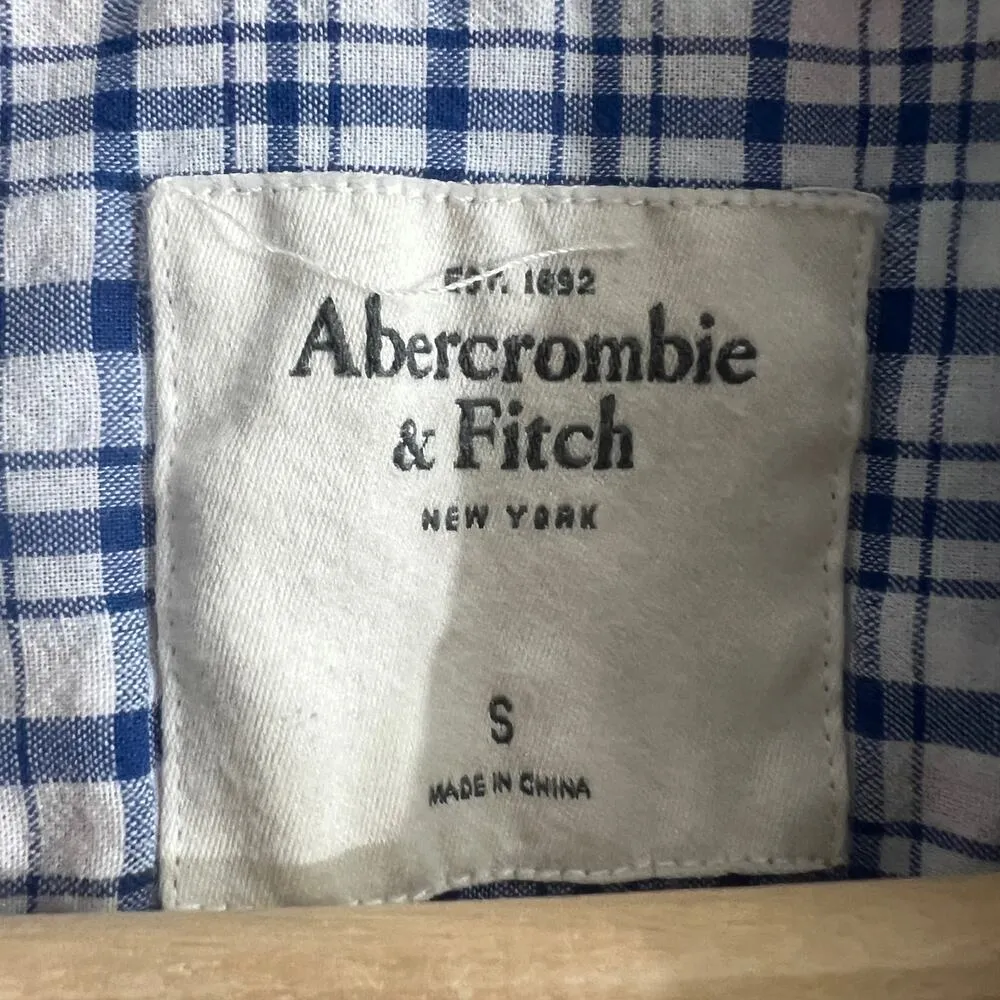 EST. 1892
Abercrombie
& Fitch
NEW YORK
S
MADE IN CHINA